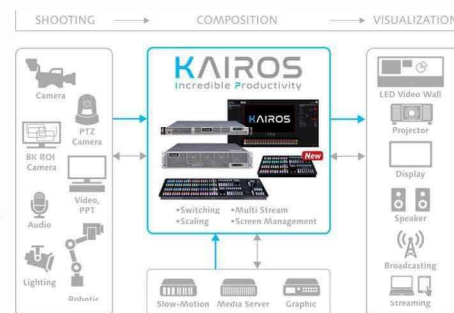 SHOOTING
COMPOSITION
VISUALIZATION
Camera
PTZ
Camera
8K ROI
Camera
Video,
PPT
Audio
Lighting
Robotic
KAIROS
Incredible Productivity
KAIROS
New
•Switching •Multi Stream
•Scaling •Screen Management
Slow-Motion
Media Server
Graphic
LED Video Wall
Projector
Display
Speaker
Broadcasting
Streaming